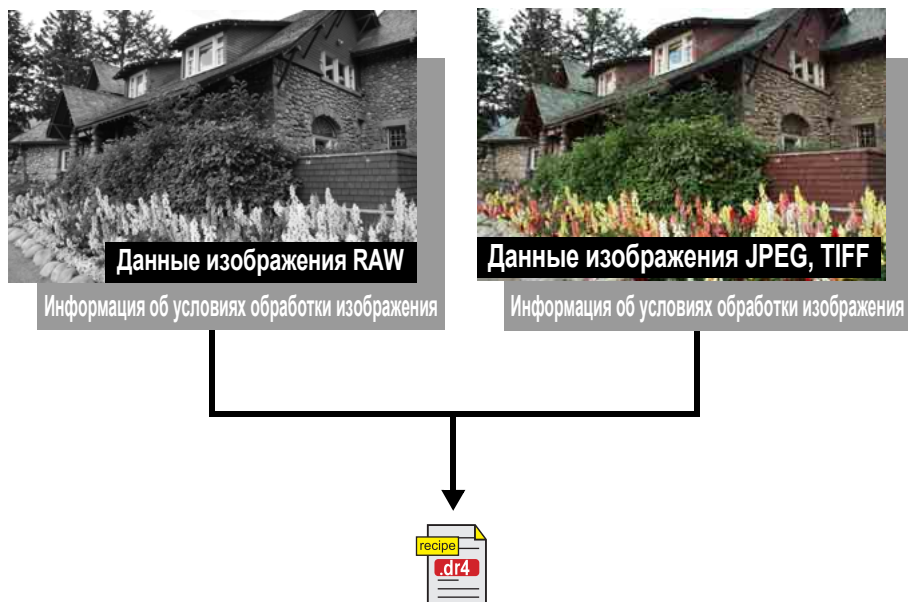 Данные изображения RAW
Информация об условиях обработки изображения
Данные изображения JPEG, TIFF
Информация об условиях обработки изображения
recipe
.dr4